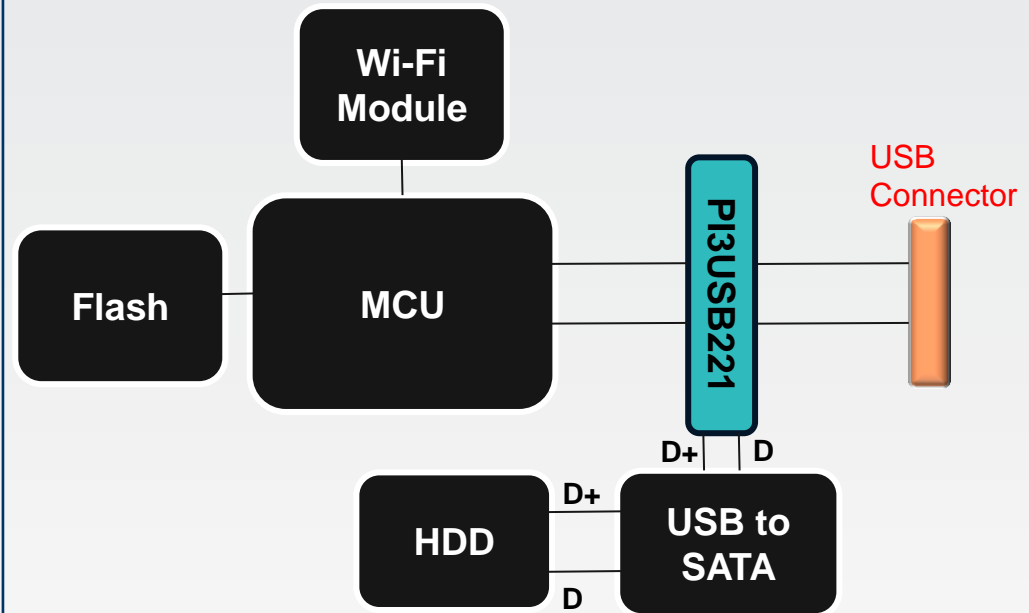 Wi-Fi
Module
USB
Connector
PI3USB221
Flash
MCU
D+
D
D+
HDD
USB to
SATA
D